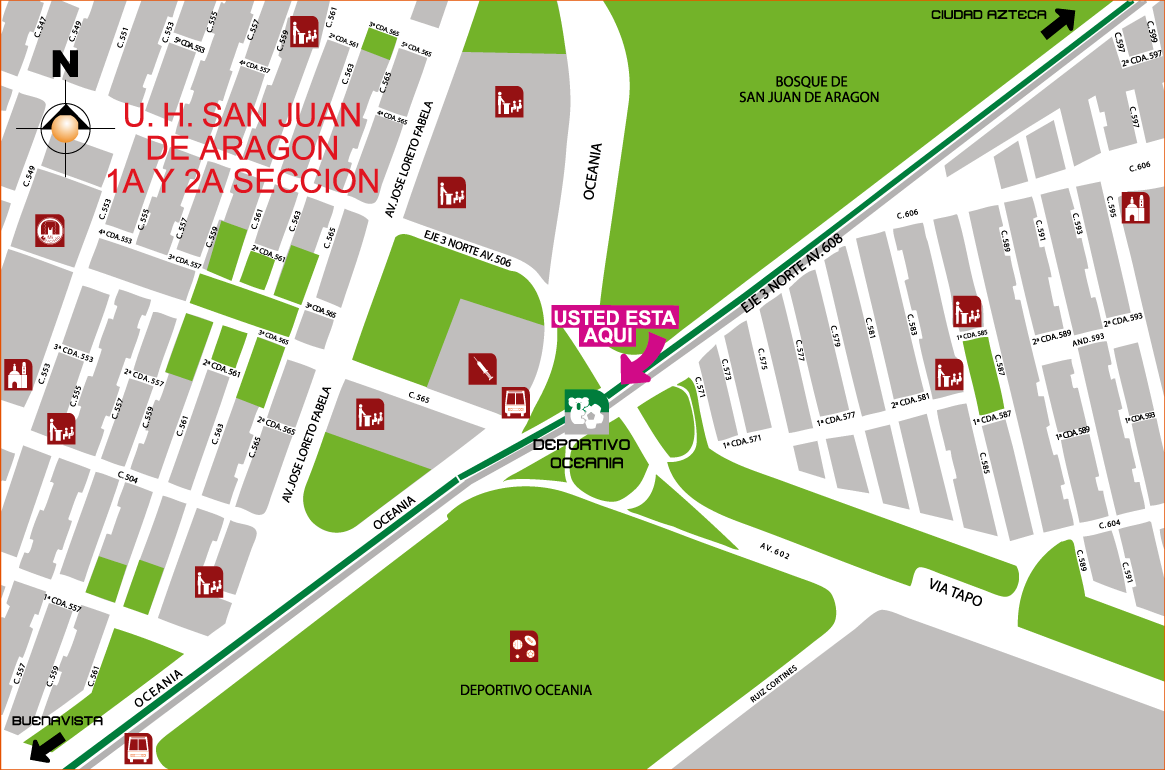 CIUDAD AZTECA
C.547
C.549
C.551
C.553
5ª CDA.553
C.555
C.557
4ª CDA.557
C.559
C.561
2ª CDA.561
3ª CDA.565
5ª CDA.565
C.563
C.565
4ª CDA.565
C.597
C.599
2ª CDA.597
N
BOSQUE DE
SAN JUAN DE ARAGON
U. H. SAN JUAN
DE ARAGON
1A Y 2A SECCION
AV. JOSE LORETO FABELA
OCEANIA
C.597
C.606
C.549
C.553
C.555
C.557
C.559
C.561
C.563
C.565
4ª CDA.553
3ª CDA.557
2ª CDA.561
EJE 3 NORTE AV.506
EJE 3 NORTE AV.608
C.606
C.589
C.591
C.593
C.595
3ª CDA.565
3ª CDA.565
USTED ESTA
AQUI
C.571
C.573
C.575
C.577
C.579
C.581
C.583
1ª CDA.585
C.587
2ª CDA.589
AND.593
2ª CDA.593
3ª CDA.553
C.553
C.555
2ª CDA.557
C.557
C.559
C.561
2ª CDA.561
C.563
2ª CDA.565
C.565
AV. JOSE LORETO FABELA
C. 565
DEPORTIVO
OCEANIA
1ª CDA.571
1ª CDA.577
2ª CDA.581
1ª CDA.587
C.585
1ª CDA.589
1ª CDA.593
C.504
OCEANIA
AV.602
VIA TAPO
C.604
C.589
C.591
1ª CDA.557
C.557
C.559
C.561
OCEANIA
DEPORTIVO OCEANIA
RUIZ CORTINES
BUENAVISTA